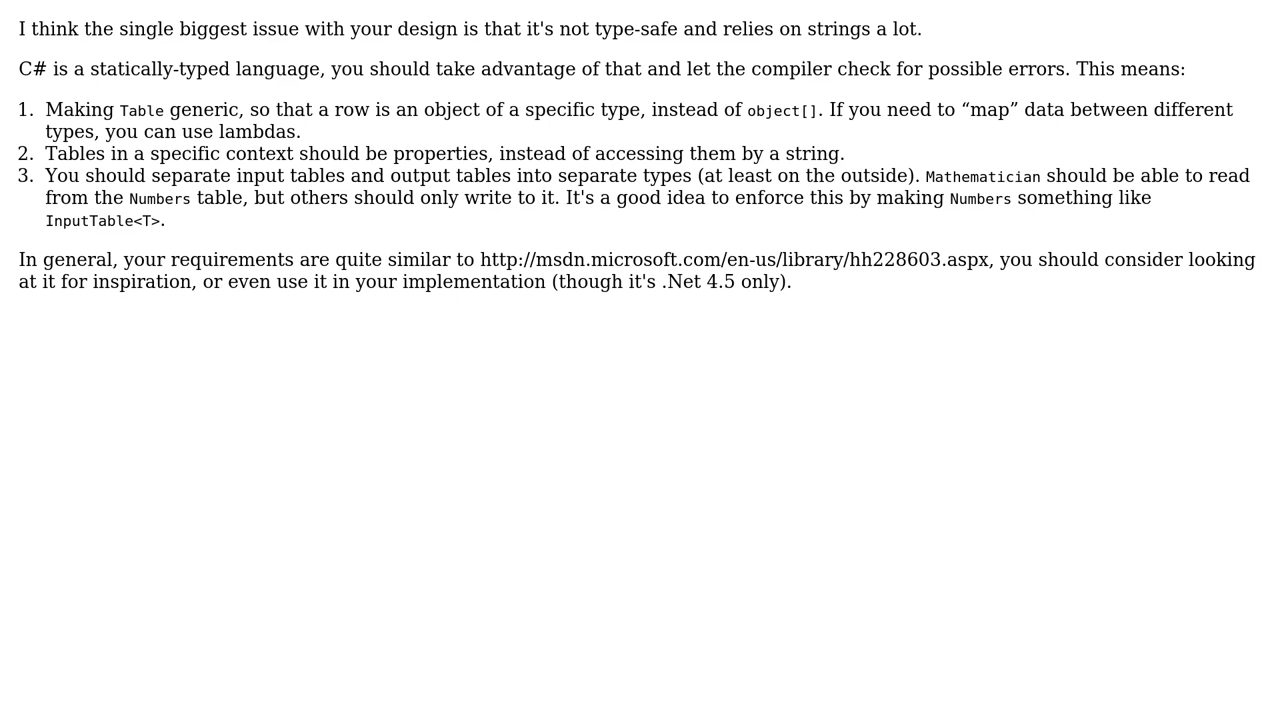 I think the single biggest issue with your design is that it's not type-safe and relies on strings a lot.
C# is a statically-typed language, you should take advantage of that and let the compiler check for possible errors. This means:
1. Making Table generic, so that a row is an object of a specific type, instead of object[]. If you need to “map” data between different
types, you can use lambdas.
2. Tables in a specific context should be properties, instead of accessing them by a string.
3. You should separate input tables and output tables into separate types (at least on the outside). Mathematician should be able to read
from the Numbers table, but others should only write to it. It's a good idea to enforce this by making Numbers something like
InputTable<T>.
In general, your requirements are quite similar to http://msdn.microsoft.com/en-us/library/hh228603.aspx, you should consider looking
at it for inspiration, or even use it in your implementation (though it's .Net 4.5 only).